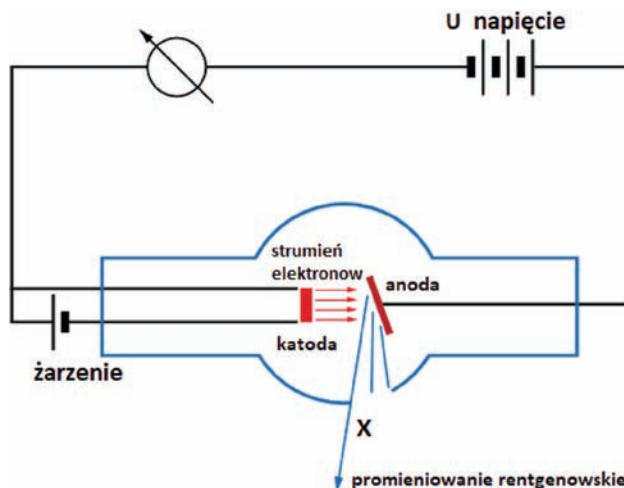 U napięcie
strumień
elektronow
anoda
katoda
żarzenie
X
promieniowanie rentgenowskie